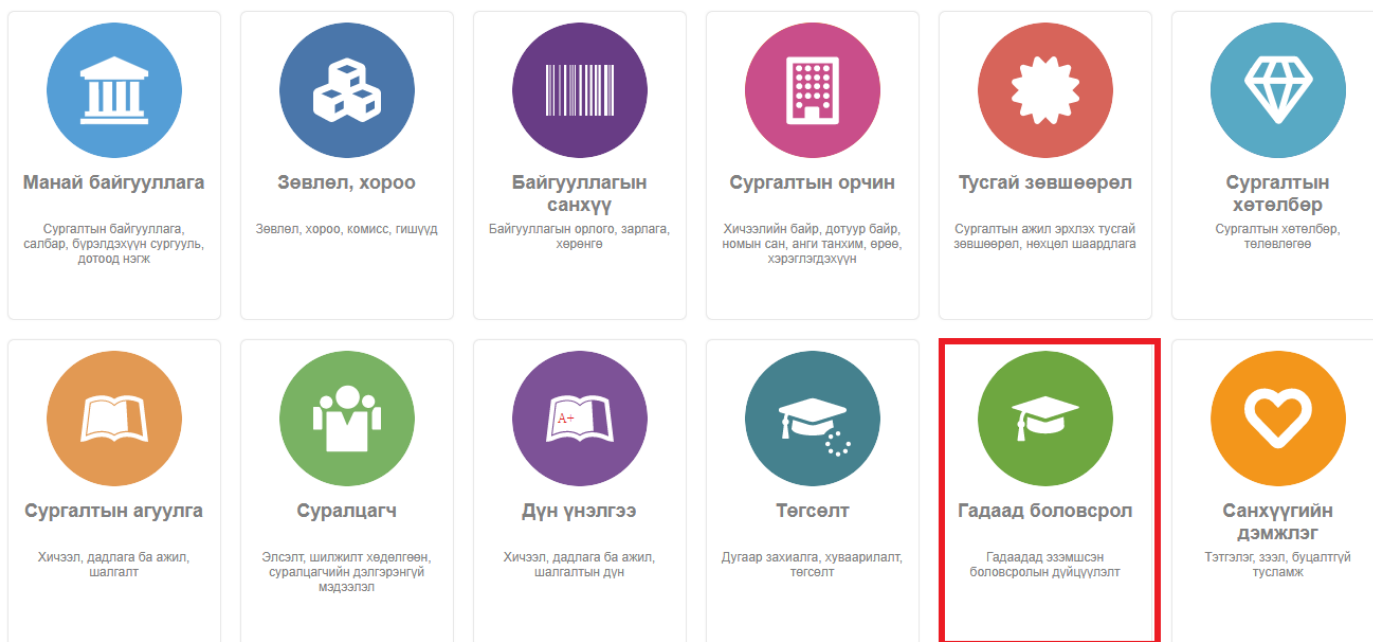 Манай байгууллага
Сургалтын байгууллага,
салбар, бүрэлдэхүүн сургууль,
дотоод нэгж
Зөвлөл, хороо
Зөвлөл, хороо, комисс, гишүүд
Байгууллагын
санхүү
Байгууллагын орлого, зарлага,
хөрөнгө
Сургалтын орчин
Хичээлийн байр, дотуур байр,
номын сан, анги танхим, өрөө,
хэрэглэгдэхүүн
Тусгай зөвшөөрөл
Сургалтын ажил эрхлэх тусгай
зөвшөөрөл, нөхцөл шаардлага
Сургалтын
хөтөлбөр
Сургалтын хөтөлбөр,
төлөвлөгөө
Сургалтын агуулга
Хичээл, дадлага ба ажил,
шалгалт
Суралцагч
Элсэлт, шилжилт хөдөлгөөн,
суралцагчийн дэлгэрэнгүй
мэдээлэл
A+
Дүн үнэлгээ
Хичээл, дадлага ба ажил,
шалгалтын дүн
Төгсөлт
Дугаар захиалга, хуваарилалт,
төгсөлт
Гадаад боловсрол
Гадаадад эзэмшсэн
боловсролын дүйцүүлэлт
Санхүүгийн
дэмжлэг
Тэтгэлэг, зээл, буцалтгүй
тусламж